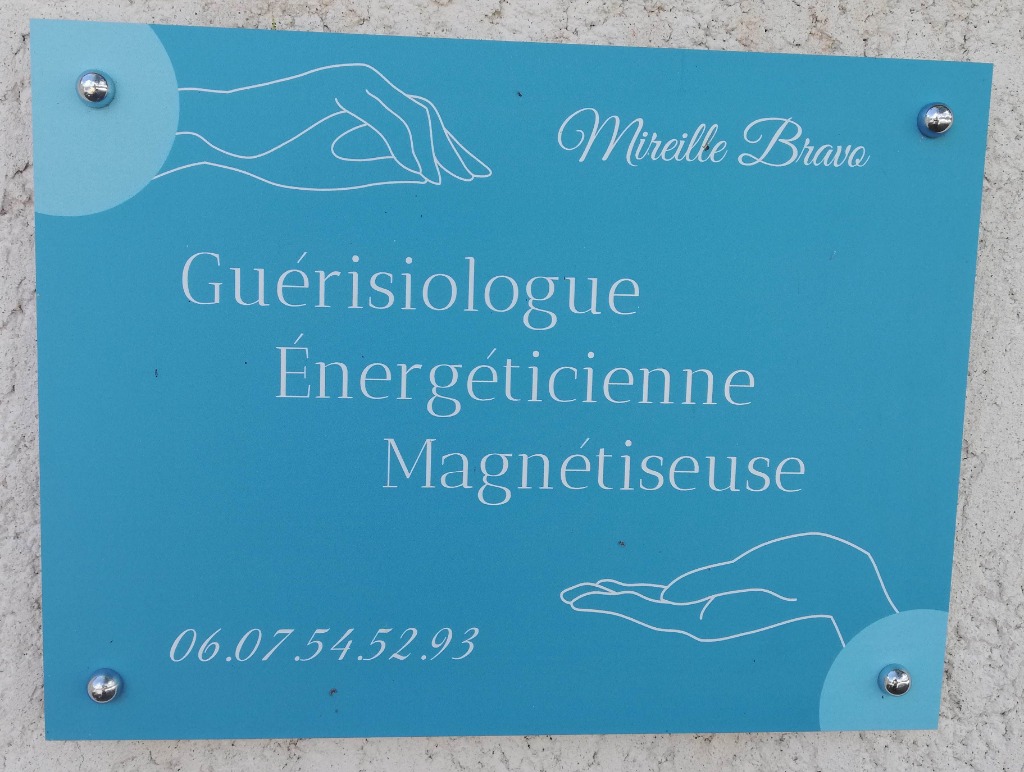 Mireille Bravo
Guérisiologue
Énergéticienne
Magnétiseuse
06.07.54.52.93